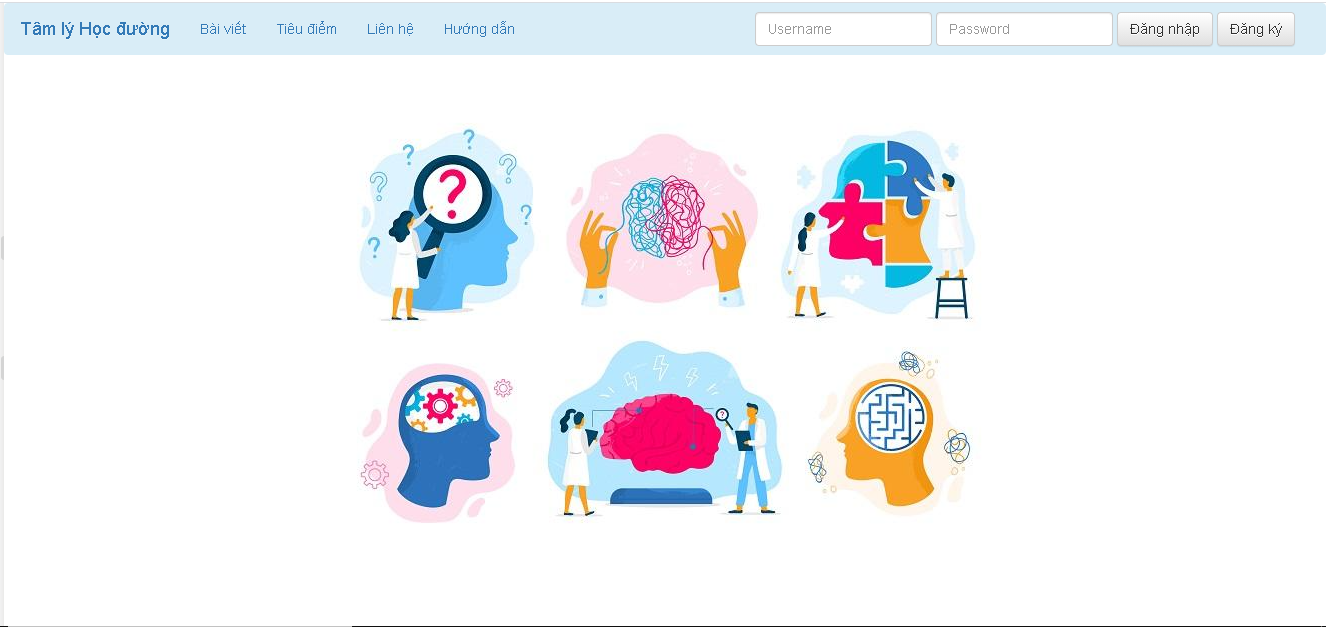 Tâm lý Học đường Bài viết Tiêu điểm Liên hệ Hướng dẫn Username Password Đăng nhập Đăng ký
? ? ? ? ? ? ?
?